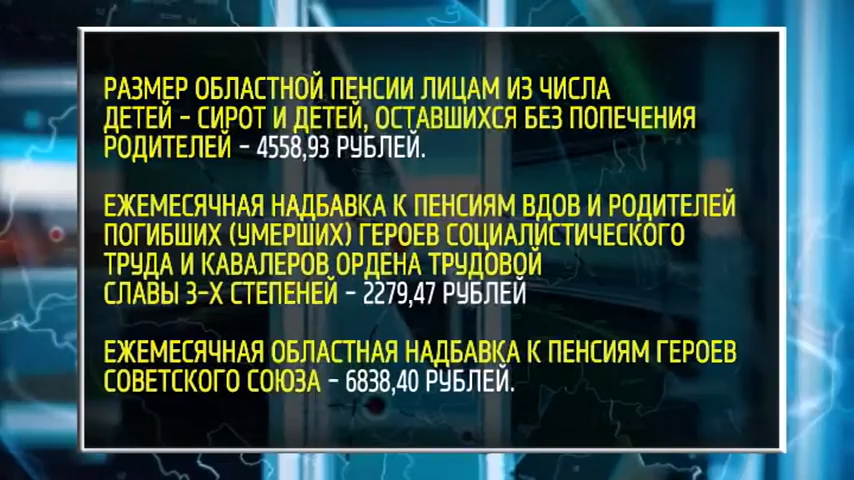 РАЗМЕР ОБЛАСТНОЙ ПЕНСИИ ЛИЦАМ ИЗ ЧИСЛА
ДЕТЕЙ - СИРОТ И ДЕТЕЙ, ОСТАВШИХСЯ БЕЗ ПОПЕЧЕНИЯ
РОДИТЕЛЕЙ - 4558,93 РУБЛЕЙ.
ЕЖЕМЕСЯЧНАЯ НАДБАВКА К ПЕНСИЯМ ВДОВ И РОДИТЕЛЕЙ
ПОГИБШИХ (УМЕРШИХ) ГЕРОЕВ СОЦИАЛИСТИЧЕСКОГО
ТРУДА И КАВАЛЕРОВ ОРДЕНА ТРУДОВОЙ
СЛАВЫ 3-Х СТЕПЕНЕЙ - 2279,47 РУБЛЕЙ
ЕЖЕМЕСЯЧНАЯ ОБЛАСТНАЯ НАДБАВКА К ПЕНСИЯМ ГЕРОЕВ
СОВЕТСКОГО СОЮЗА - 6838,40 РУБЛЕЙ.